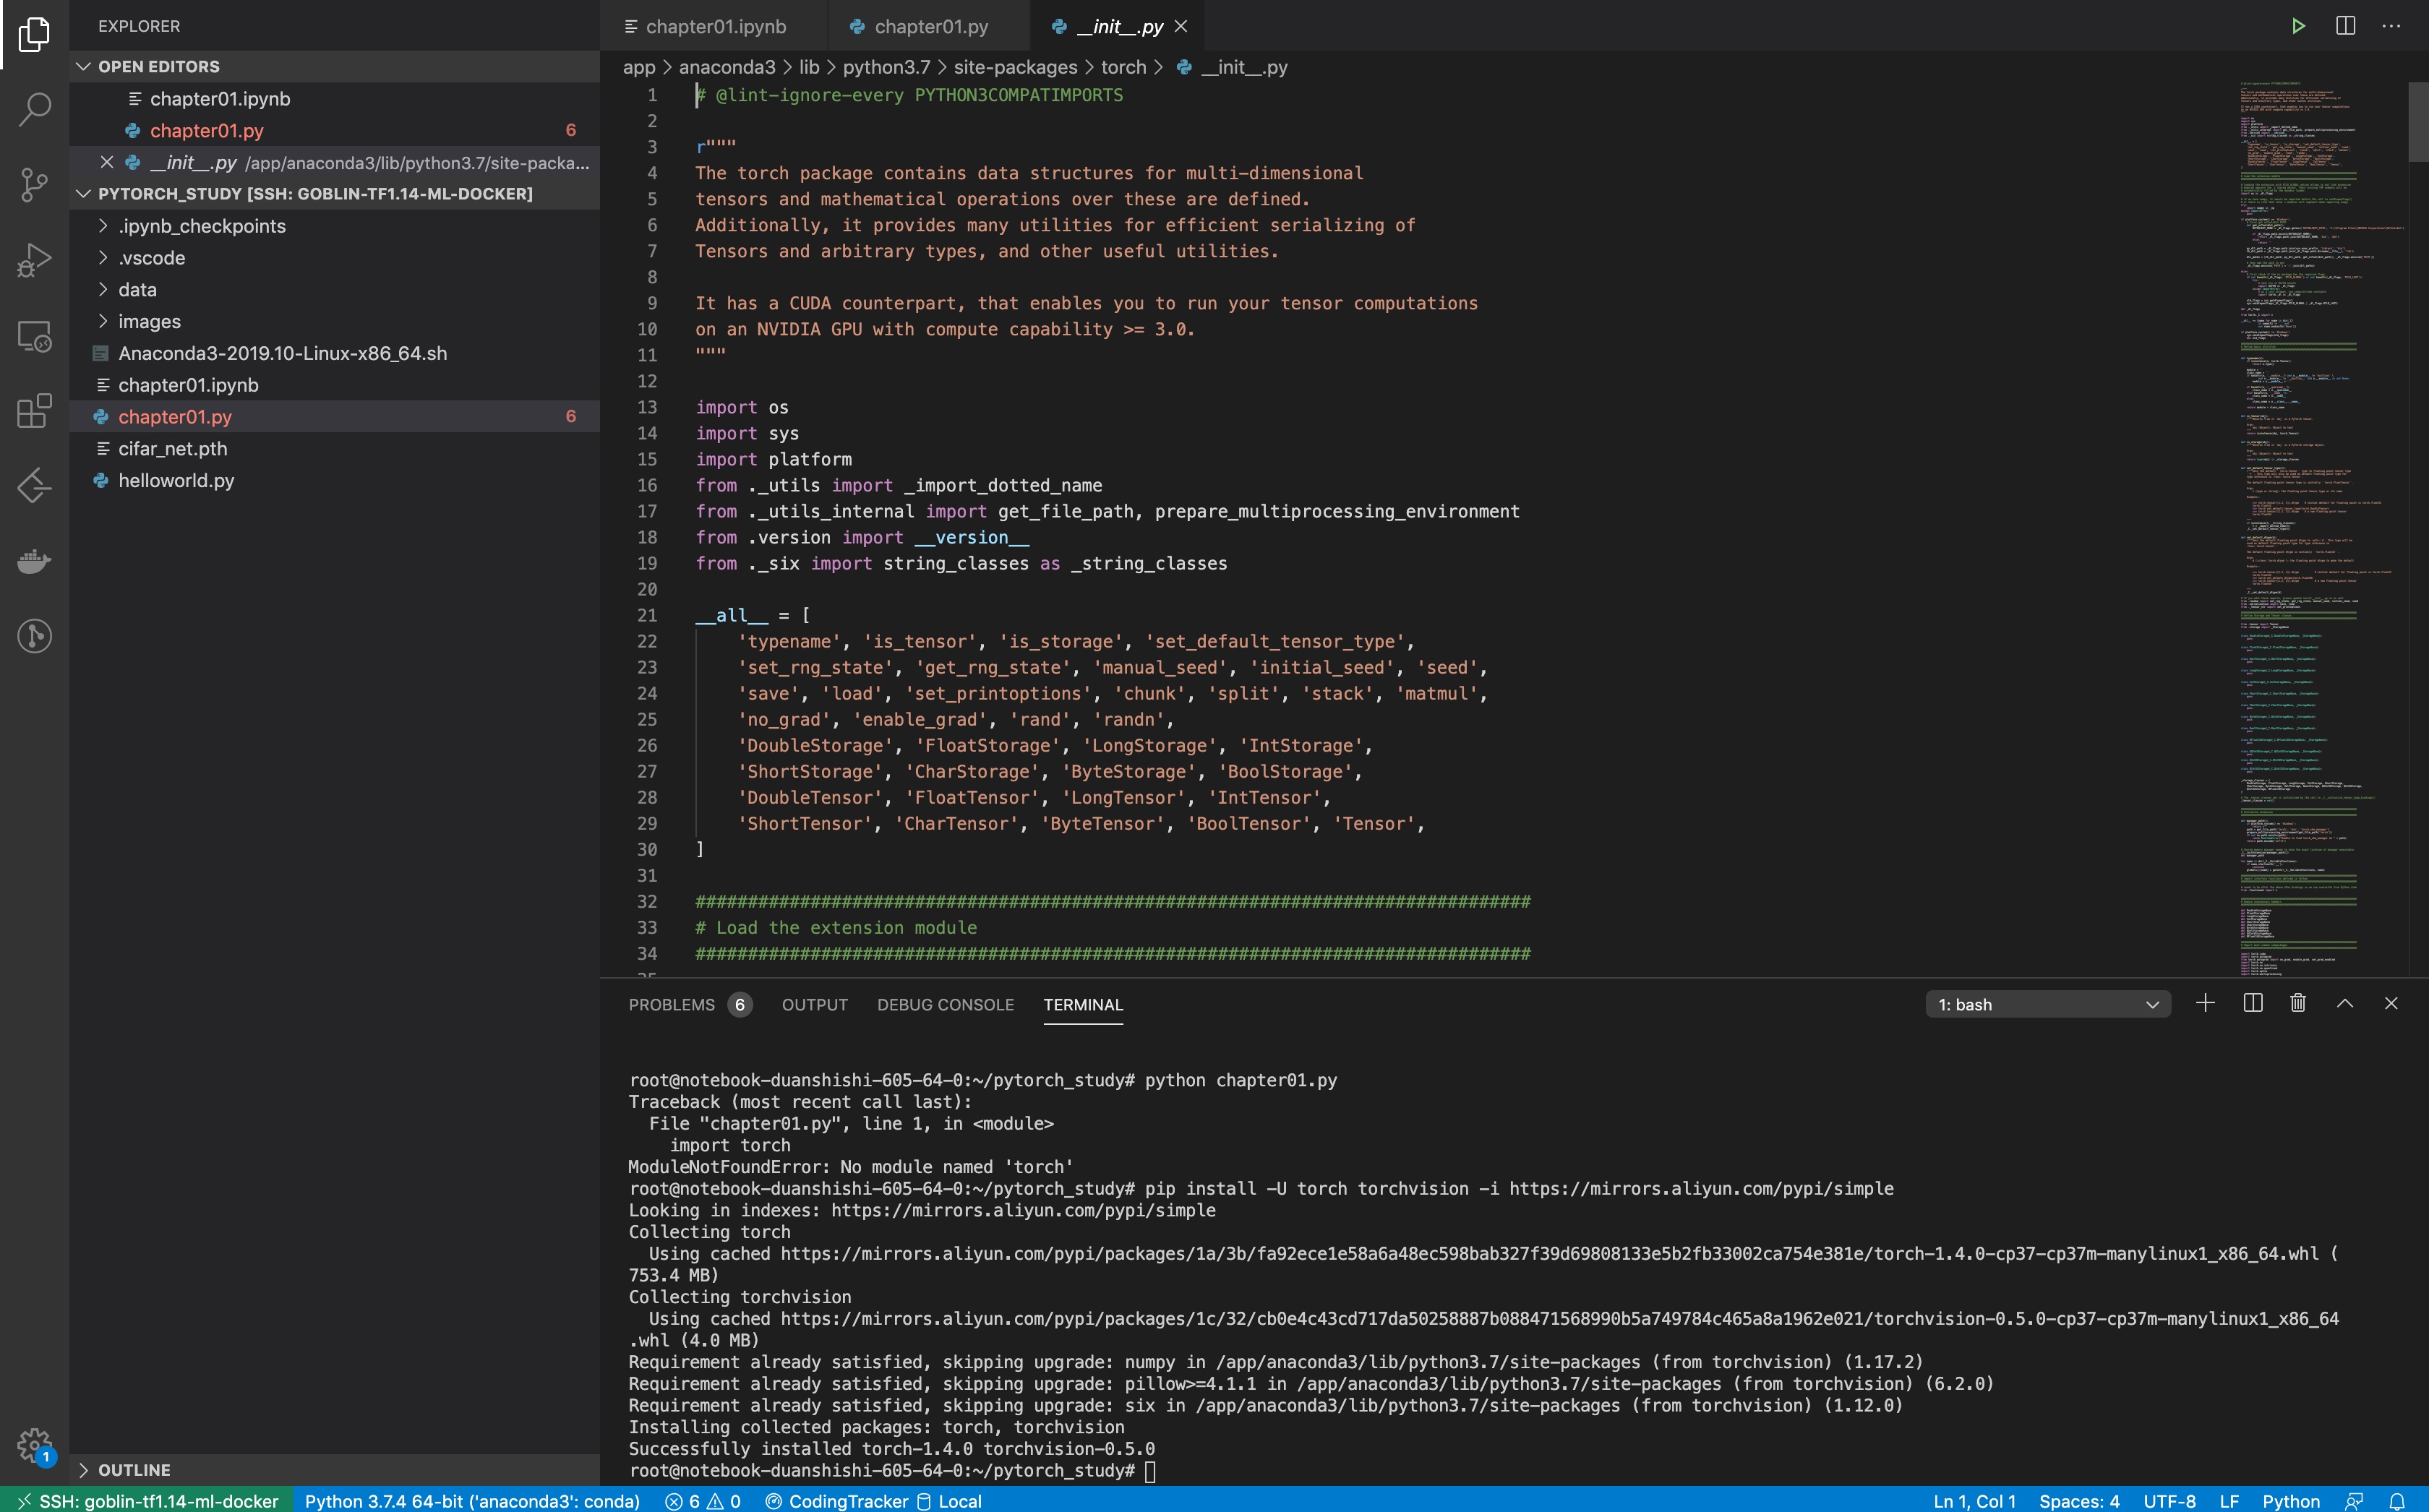 EXPLORER
OPEN EDITORS
chapter01.ipynb
chapter01.py 6
__init__.py /app/anaconda3/lib/python3.7/site-packa...
PYTORCH_STUDY [SSH: GOBLIN-TF1.14-ML-DOCKER]
.ipynb_checkpoints
.vscode
data
images
Anaconda3-2019.10-Linux-x86_64.sh
chapter01.ipynb
chapter01.py 6
cifar_net.pth
helloworld.py
1
OUTLINE
chapter01.ipynb chapter01.py __init__.py
app > anaconda3 > lib > python3.7 > site-packages > torch > __init__.py
1 # @lint-ignore-every PYTHON3COMPATIMPORTS
2
3 r"""
4 The torch package contains data structures for multi-dimensional
5 tensors and mathematical operations over these are defined.
6 Additionally, it provides many utilities for efficient serializing of
7 Tensors and arbitrary types, and other useful utilities.
8
9 It has a CUDA counterpart, that enables you to run your tensor computations
10 on an NVIDIA GPU with compute capability >= 3.0.
11 """
12
13 import os
14 import sys
15 import platform
16 from ._utils import _import_dotted_name
17 from ._utils_internal import get_file_path, prepare_multiprocessing_environment
18 from .version import __version__
19 from ._six import string_classes as _string_classes
20
21 __all__ = [
22     'typename', 'is_tensor', 'is_storage', 'set_default_tensor_type',
23     'set_rng_state', 'get_rng_state', 'manual_seed', 'initial_seed', 'seed',
24     'save', 'load', 'set_printoptions', 'chunk', 'split', 'stack', 'matmul',
25     'no_grad', 'enable_grad', 'rand', 'randn',
26     'DoubleStorage', 'FloatStorage', 'LongStorage', 'IntStorage',
27     'ShortStorage', 'CharStorage', 'ByteStorage', 'BoolStorage',
28     'DoubleTensor', 'FloatTensor', 'LongTensor', 'IntTensor',
29     'ShortTensor', 'CharTensor', 'ByteTensor', 'BoolTensor', 'Tensor',
30 ]
31
32 ################################################################################
33 # Load the extension module
34 ################################################################################
PROBLEMS 6 OUTPUT DEBUG CONSOLE TERMINAL 1: bash
root@notebook-duanshishi-605-64-0:~/pytorch_study# python chapter01.py
Traceback (most recent call last):
  File "chapter01.py", line 1, in <module>
    import torch
ModuleNotFoundError: No module named 'torch'
root@notebook-duanshishi-605-64-0:~/pytorch_study# pip install -U torch torchvision -i https://mirrors.aliyun.com/pypi/simple
Looking in indexes: https://mirrors.aliyun.com/pypi/simple
Collecting torch
  Using cached https://mirrors.aliyun.com/pypi/packages/1a/3b/fa92ece1e58a6a48ec598bab327f39d69808133e5b2fb33002ca754e381e/torch-1.4.0-cp37-cp37m-manylinux1_x86_64.whl (
753.4 MB)
Collecting torchvision
  Using cached https://mirrors.aliyun.com/pypi/packages/1c/32/cb0e4c43cd717da50258887b088471568990b5a749784c465a8a1962e021/torchvision-0.5.0-cp37-cp37m-manylinux1_x86_64
.whl (4.0 MB)
Requirement already satisfied, skipping upgrade: numpy in /app/anaconda3/lib/python3.7/site-packages (from torchvision) (1.17.2)
Requirement already satisfied, skipping upgrade: pillow>=4.1.1 in /app/anaconda3/lib/python3.7/site-packages (from torchvision) (6.2.0)
Requirement already satisfied, skipping upgrade: six in /app/anaconda3/lib/python3.7/site-packages (from torchvision) (1.12.0)
Installing collected packages: torch, torchvision
Successfully installed torch-1.4.0 torchvision-0.5.0
root@notebook-duanshishi-605-64-0:~/pytorch_study#
SSH: goblin-tf1.14-ml-docker Python 3.7.4 64-bit ('anaconda3': conda) 6 0 CodingTracker Local Ln 1, Col 1 Spaces: 4 UTF-8 LF Python